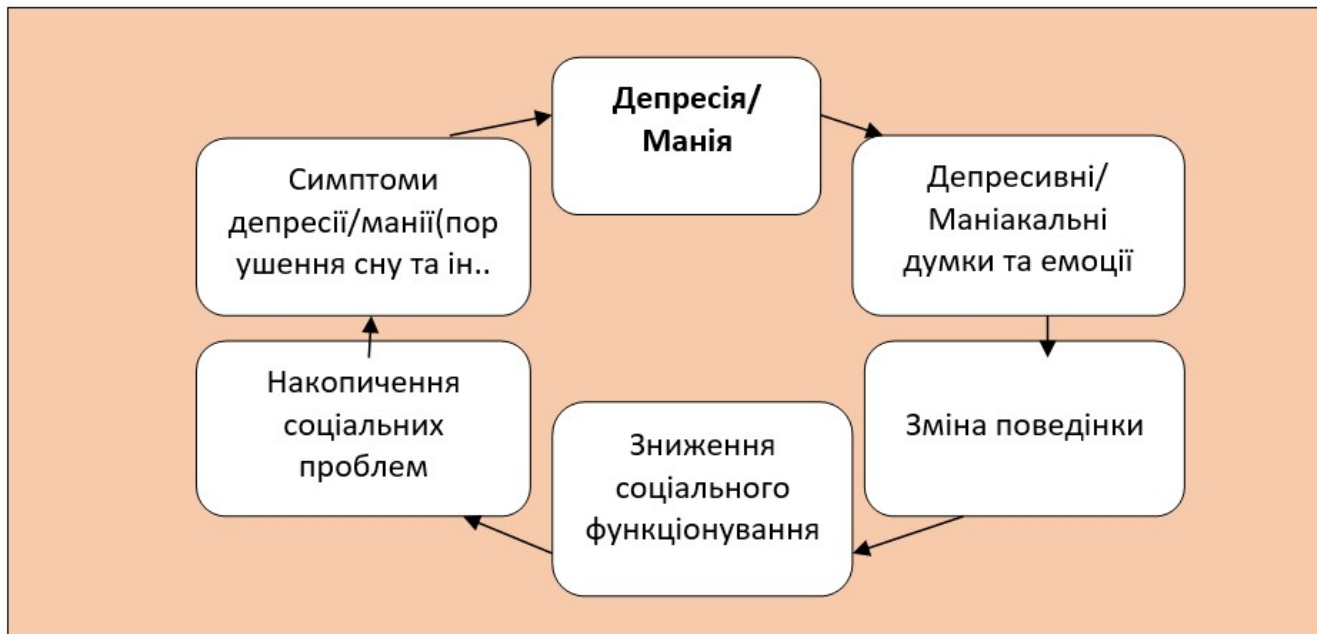 Депресія/
Манія
Депресивні/
Маніакальні
думки та емоції
Зміна поведінки
Зниження
соціального
функціонування
Накопичення
соціальних
проблем
Симптоми
депресії/манії(пор
ушення сну та ін..